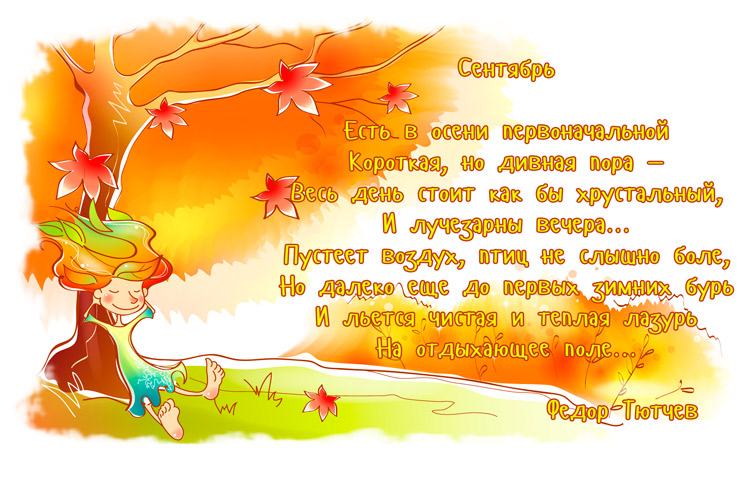 Сентябрь
Есть в осени первоначальной
Короткая, но дивная пора —
Весь день стоит как бы хрустальный,
И лучезарны вечера...
Пустеет воздух, птиц не слышно боле,
Но далеко еще до первых зимних бурь
И льется чистая и теплая лазурь
На отдыхающее поле...
Федор Тютчев